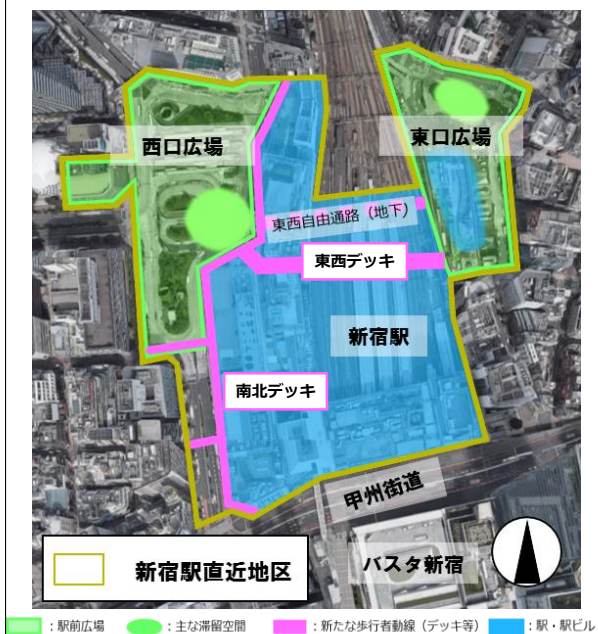 西口広場
東口広場
東西自由通路（地下）
東西デッキ
新宿駅
南北デッキ
甲州街道
新宿駅直近地区
バスタ新宿
：駅前広場
：主な滞留空間
：新たな歩行者動線（デッキ等）
：駅・駅ビル